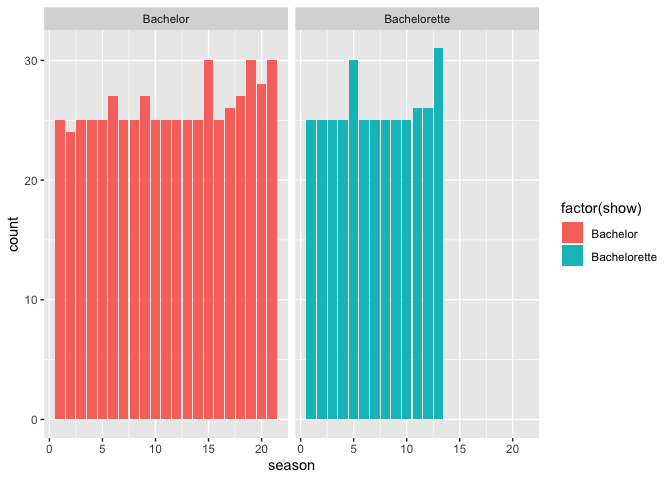 Bachelor
Bachelorette
30
20
10
0
count
0 5 10 15 20
0 5 10 15 20
season
factor(show)
Bachelor
Bachelorette